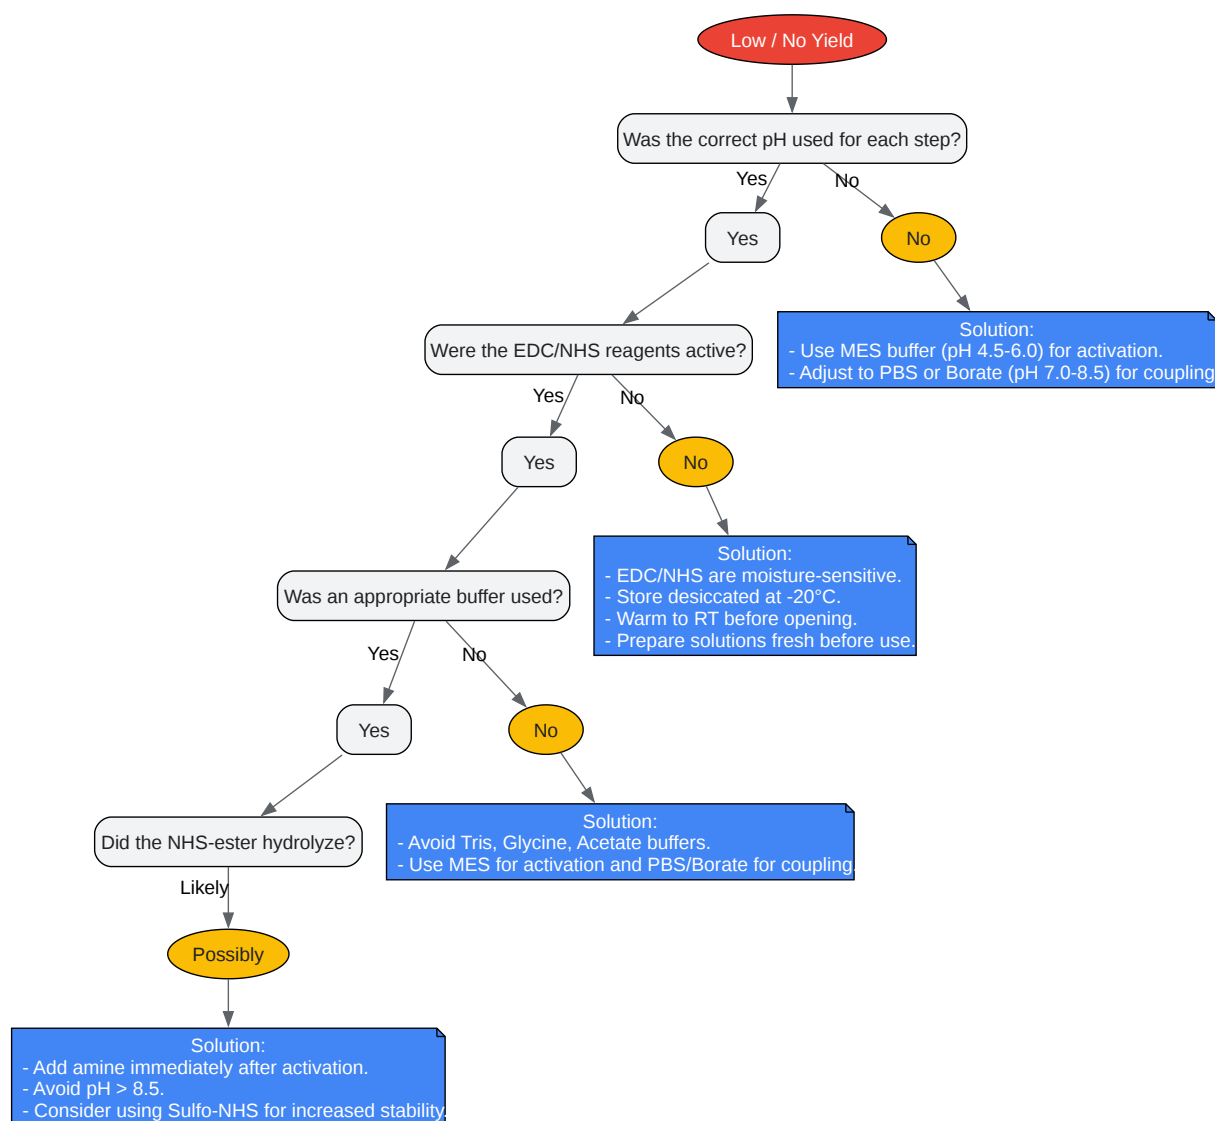 Low / No Yield
Was the correct pH used for each step?
Yes
No
Yes
No
Solution:
- Use MES buffer (pH 4.5-6.0) for activation.
- Adjust to PBS or Borate (pH 7.0-8.5) for coupling
Were the EDC/NHS reagents active?
Yes
No
Yes
No
Solution:
- EDC/NHS are moisture-sensitive.
- Store desiccated at -20°C.
- Warm to RT before opening.
- Prepare solutions fresh before use.
Was an appropriate buffer used?
Yes
No
Yes
No
Solution:
- Avoid Tris, Glycine, Acetate buffers.
- Use MES for activation and PBS/Borate for coupling.
Did the NHS-ester hydrolyze?
Likely
Possibly
Solution:
- Add amine immediately after activation.
- Avoid pH > 8.5.
- Consider using Sulfo-NHS for increased stability.